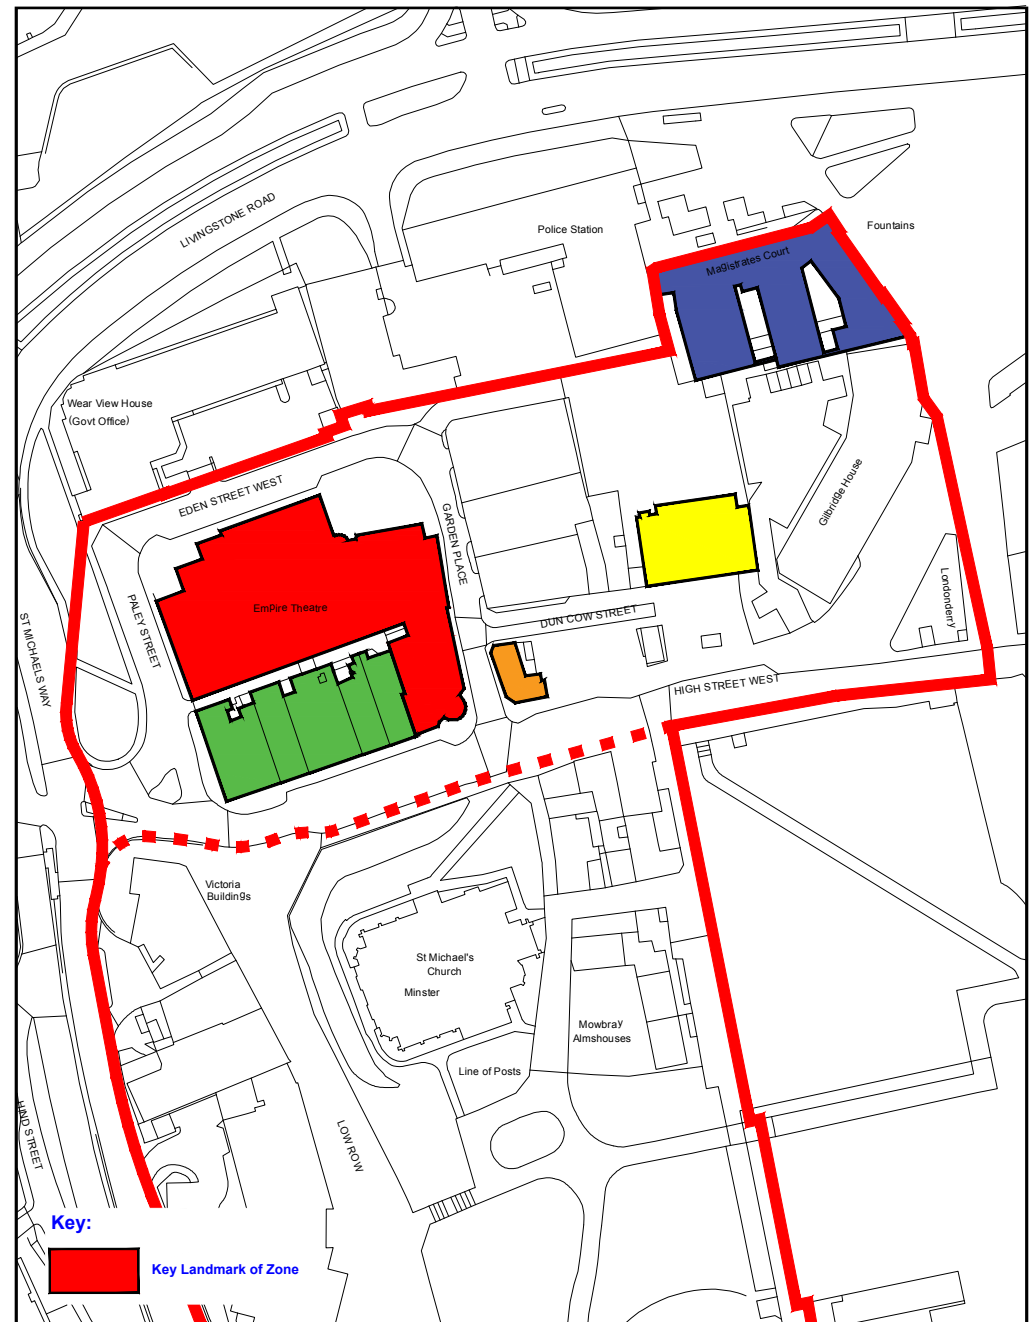 LIVINGSTONE ROAD
Police Station
Fountains
Magistrates Court
Wear View House
(Govt Office)
EDEN STREET WEST
GARDEN PLACE
Gilbridge House
Empire Theatre
PALEY STREET
DUN COW STREET
Londonderry
ST MICHAELS WAY
HIGH STREET WEST
Victoria
Buildings
St Michael's
Church
Minster
Mowbray
Almshouses
Line of Posts
HIND STREET
LOW ROW
Key:
Key Landmark of Zone